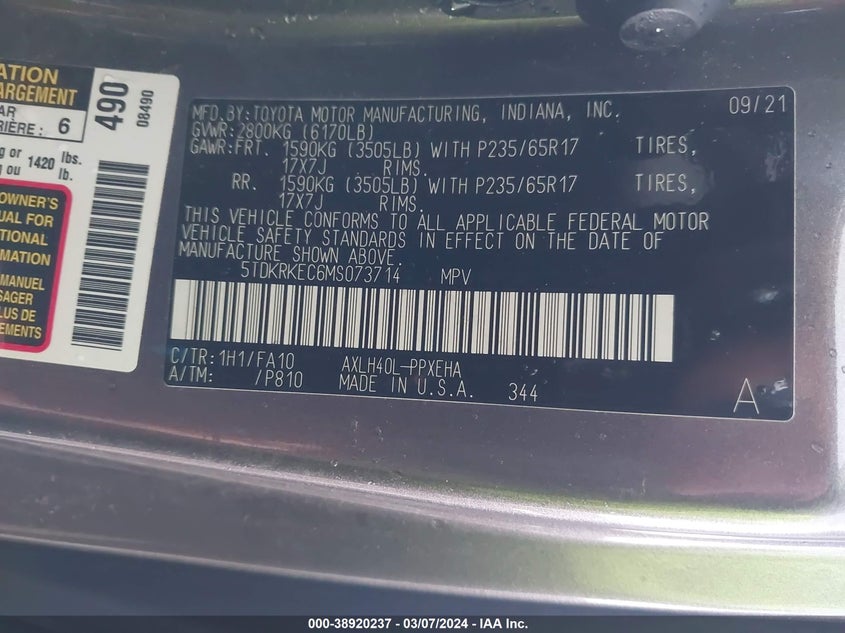 ATION
ARGEMENT
AR
RIÈRE : 6
g or 1420 lbs.
ou lb.
490
08490
OWNER'S
UAL FOR
TIONAL
RMATION
MANUEL
SAGER
LUS DE
EMENTS
MFD.BY:TOYOTA MOTOR MANUFACTURING, INDIANA, INC. 09/21
GVWR:2800KG (6170LB)
GAWR:FRT. 1590KG (3505LB) WITH P235/65R17 TIRES,
17X7J RIMS.
RR. 1590KG (3505LB) WITH P235/65R17 TIRES,
17X7J RIMS.
THIS VEHICLE CONFORMS TO ALL APPLICABLE FEDERAL MOTOR
VEHICLE SAFETY STANDARDS IN EFFECT ON THE DATE OF
MANUFACTURE SHOWN ABOVE.
5TDKRKEC6MS073714 MPV
C/TR:1H1/FA10 AXLH40L-PPXEHA
A/TM: /P810 MADE IN U.S.A. 344 A
000-38920237 - 03/07/2024 - IAA Inc.